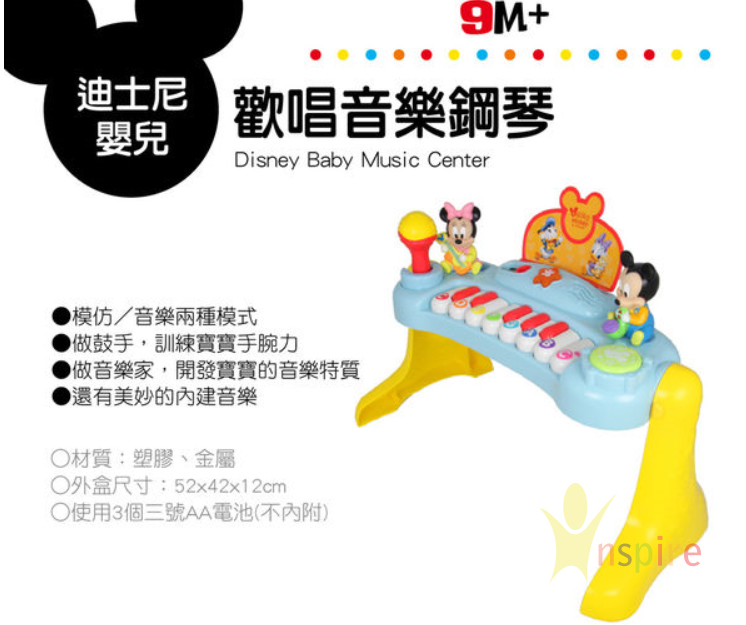 9M+
迪士尼
嬰兒
歡唱音樂鋼琴
Disney Baby Music Center
●模仿／音樂兩種模式
●做鼓手，訓練寶寶手腕力
●做音樂家，開發寶寶的音樂特質
●還有美妙的內建音樂
○材質：塑膠、金屬
○外盒尺寸：52x42x12cm
○使用3個三號AA電池(不內附)
nspire